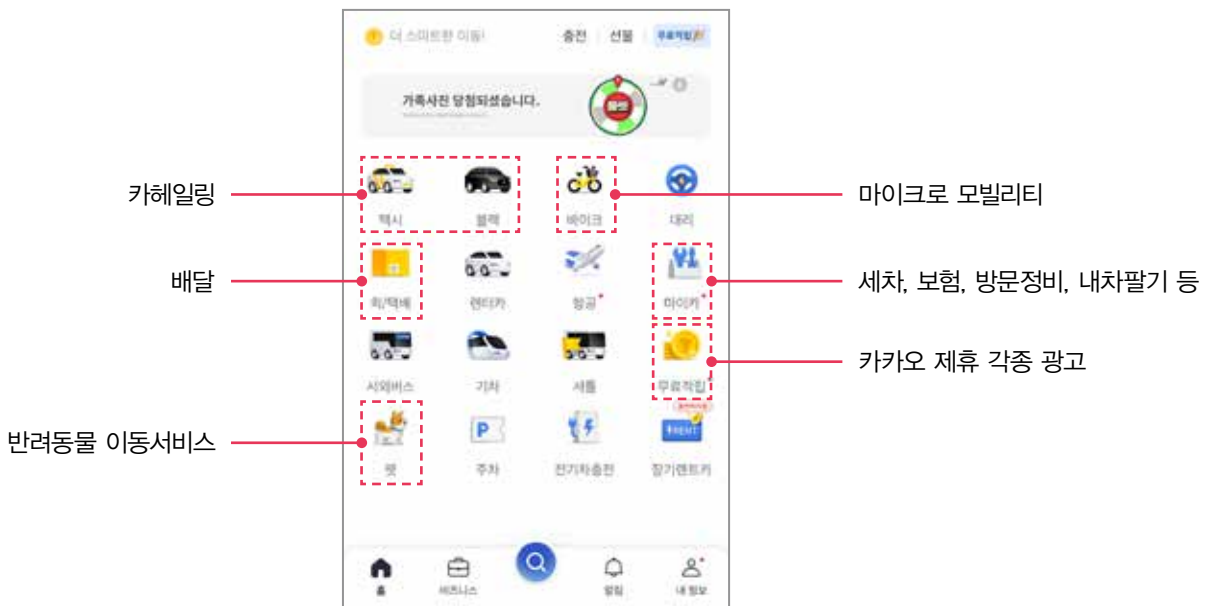 더 스마트한 이동!
충전 선물 무료적립
가족사진 당첨되셨습니다.
카헤일링
마이크로 모빌리티
택시 블랙 바이크 대리
배달
세차, 보험, 방문정비, 내차팔기 등
퀵/택배 렌터카 항공 마이카
카카오 제휴 각종 광고
시외버스 기차 셔틀 무료적립
반려동물 이동서비스
P
RENT
펫 주차 전기차충전 장기렌트카
홈 비즈니스 알림 내 정보